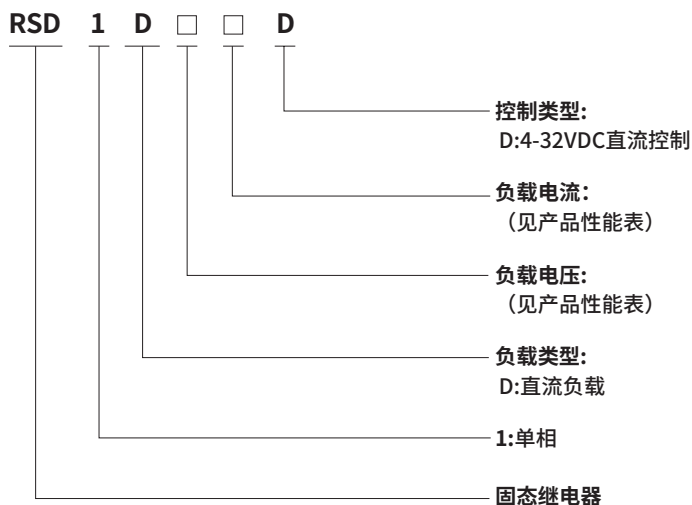 RSD 1 D □ □ D
控制类型:
D:4-32VDC直流控制
负载电流:
（见产品性能表）
负载电压:
（见产品性能表）
负载类型:
D:直流负载
1:单相
固态继电器